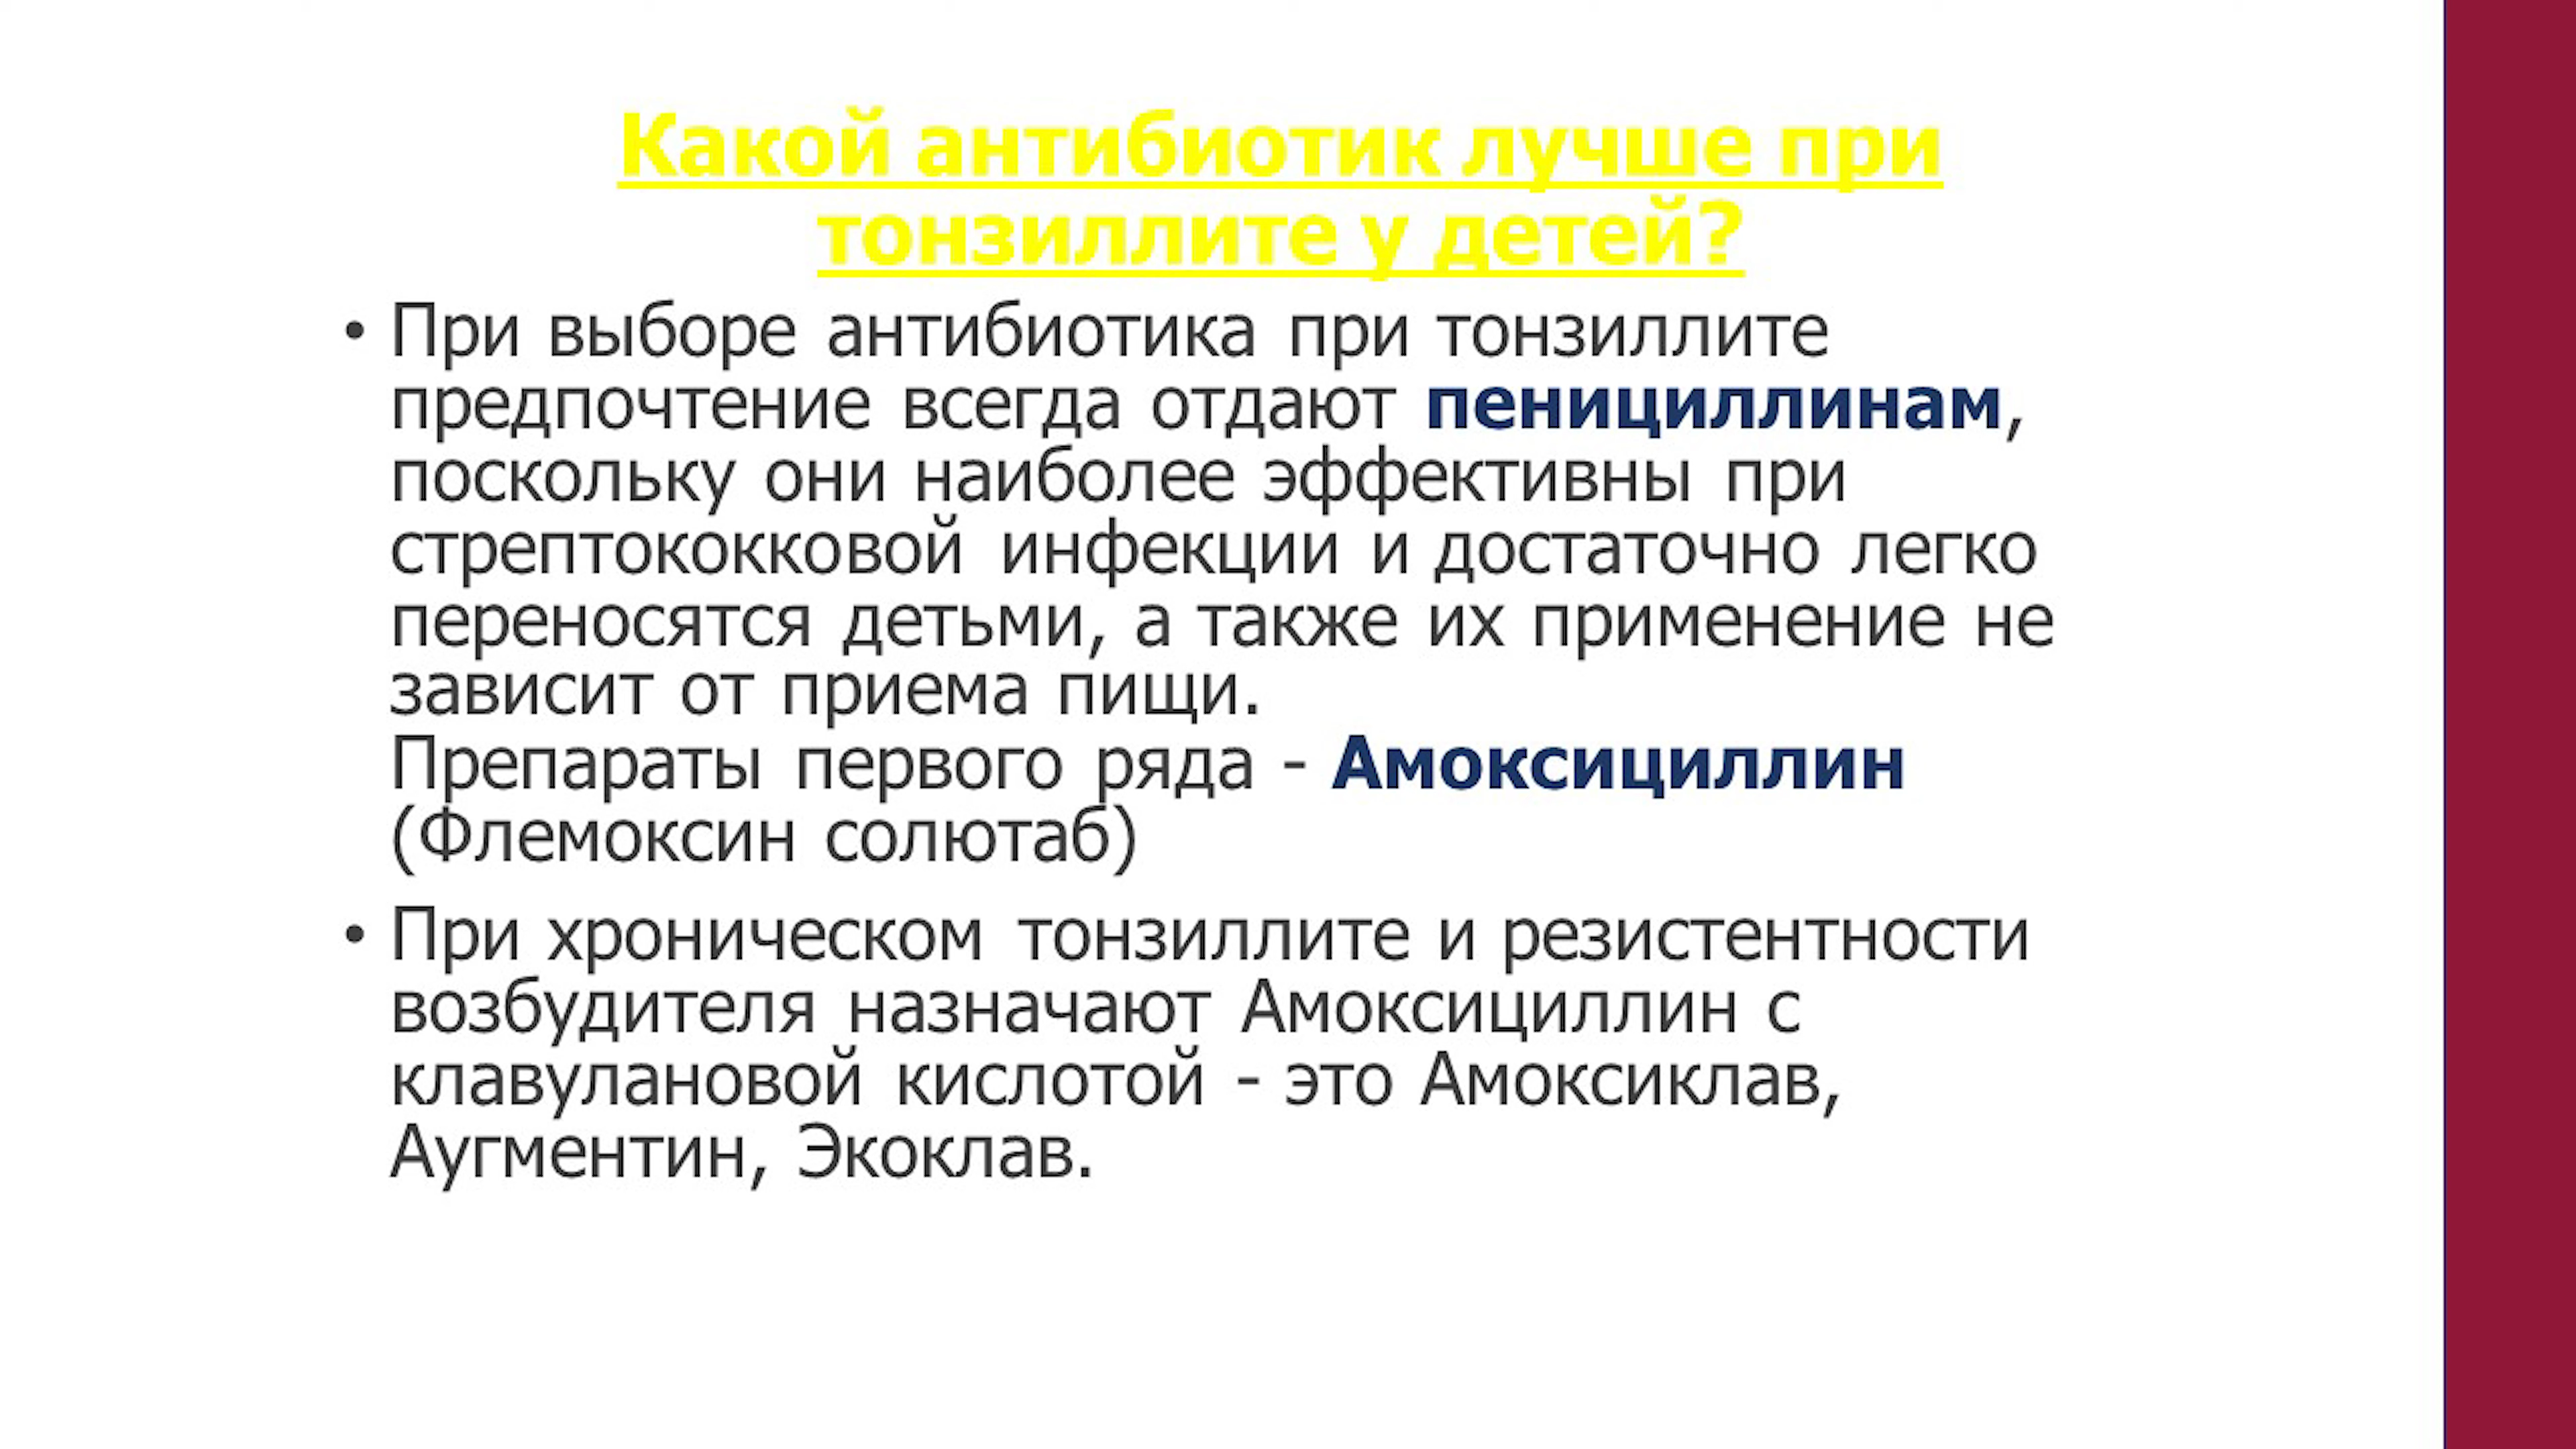 Какой антибиотик лучше при
тонзиллите у детей?
• При выборе антибиотика при тонзиллите
предпочтение всегда отдают пенициллинам,
поскольку они наиболее эффективны при
стрептококковой инфекции и достаточно легко
переносятся детьми, а также их применение не
зависит от приема пищи.
Препараты первого ряда - Амоксициллин
(Флемоксин солютаб)
• При хроническом тонзиллите и резистентности
возбудителя назначают Амоксициллин с
клавулановой кислотой - это Амоксиклав,
Аугментин, Экоклав.